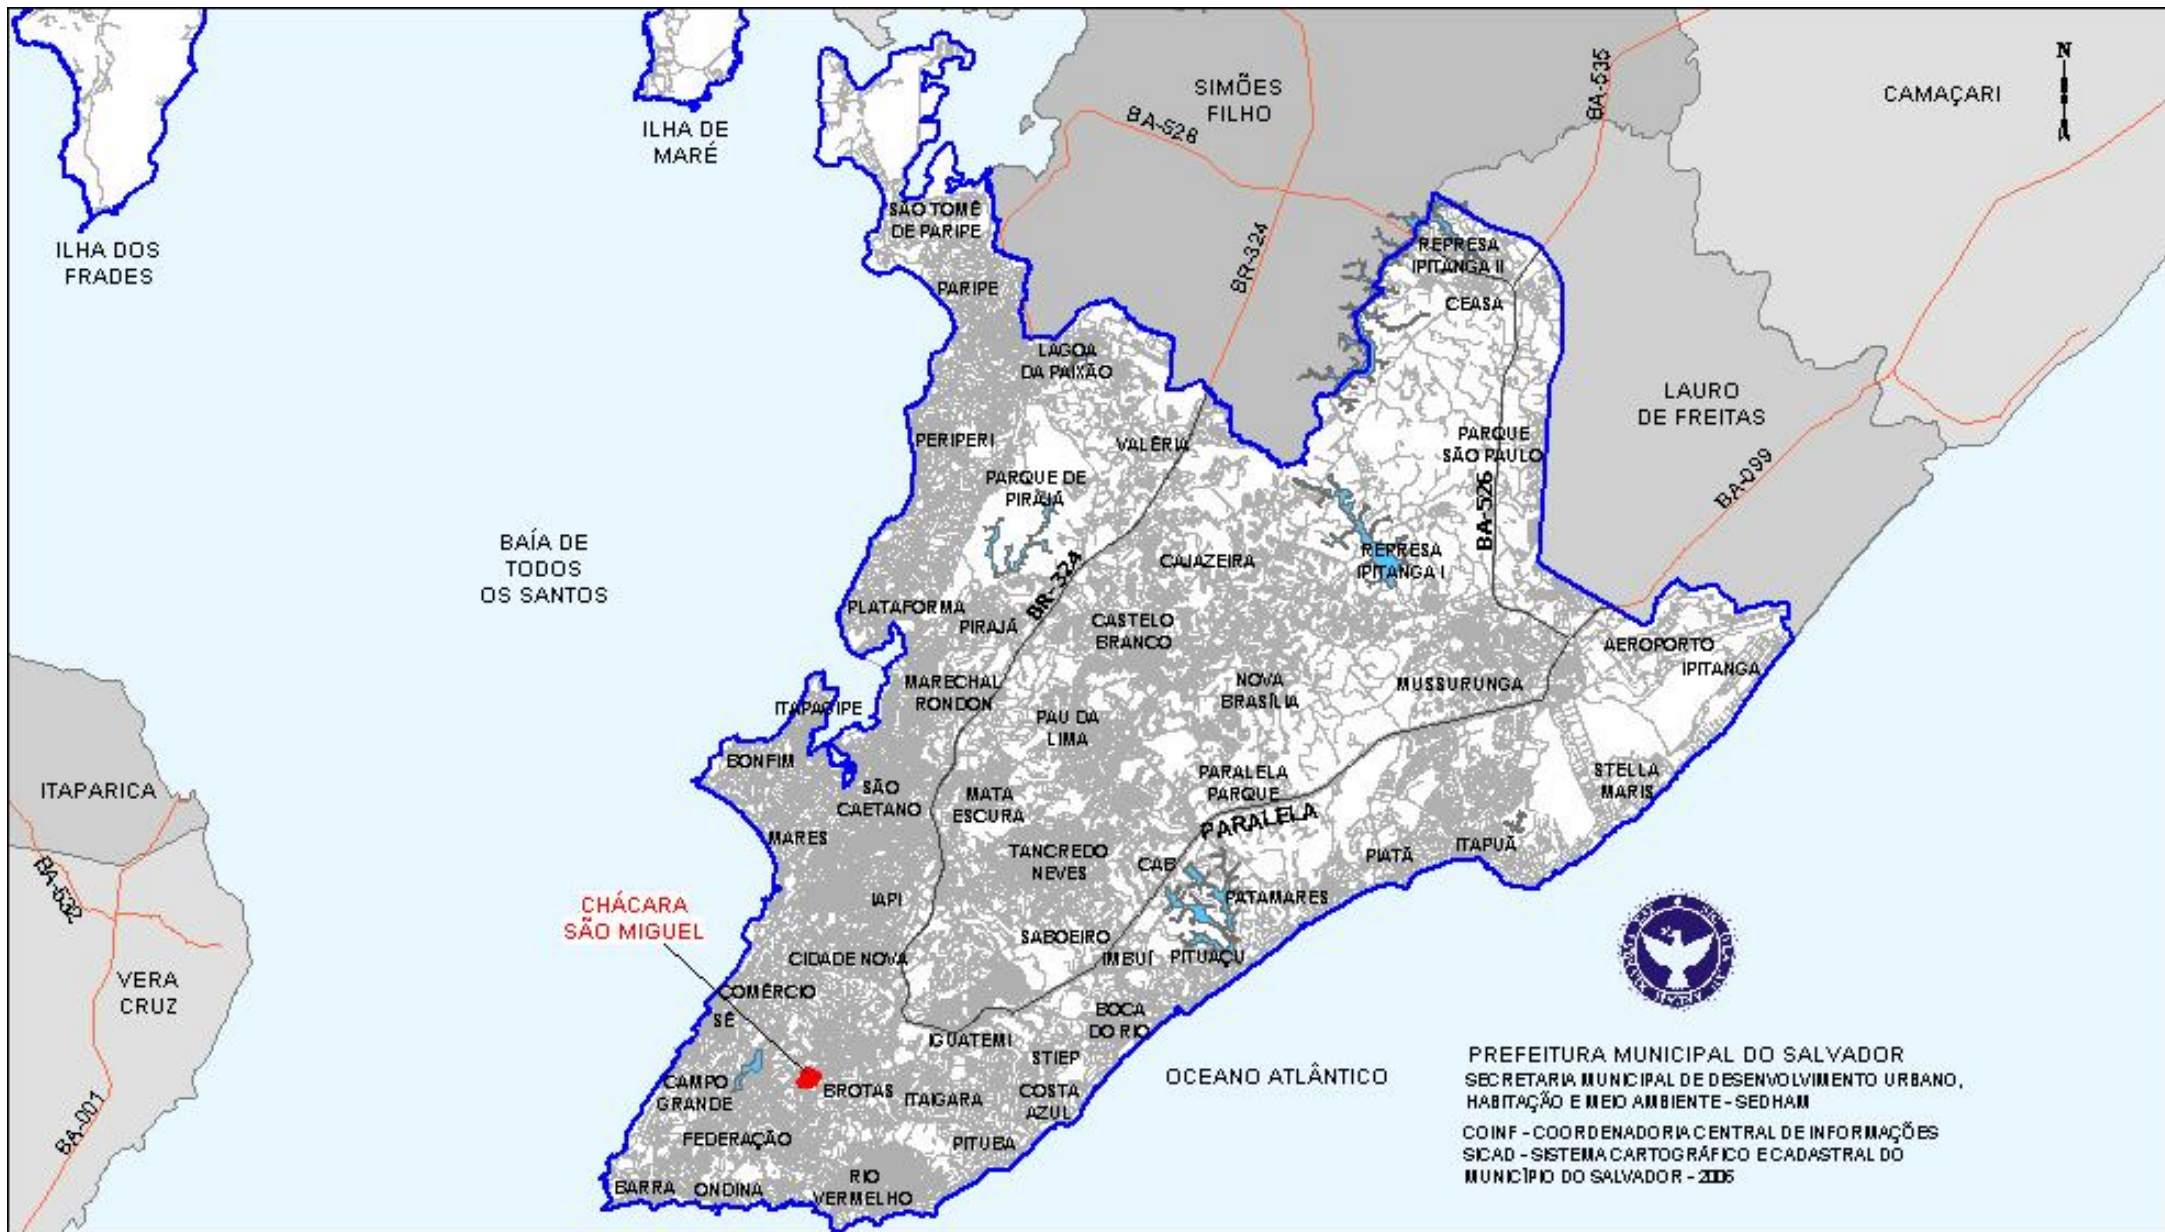 N
SIMÕES
FILHO
BA-535
CAMAÇARI
BA-526
ILHA DE
MARÉ
ILHA DOS
FRADES
SÃO TOMÉ
DE PARIPE
BR-324
REPRESA
IPITANGA II
PARIPE
CEASA
LAGOA
DA PAIXÃO
LAURO
DE FREITAS
PERIPERI
VALÉRIA
PARQUE
SÃO PAULO
PARQUE DE
PIRAJÁ
BA-099
BA-526
BAÍA DE
TODOS
OS SANTOS
CAJAZEIRA
REPRESA
IPITANGA I
BR-324
PLATAFORMA
PIRAJÁ
CASTELO
BRANCO
AEROPORTO
IPITANGA
MARECHAL
RONDON
NOVA
BRASÍLIA
MUSSURUNGA
ITAPAGIPE
PAU DA
LIMA
BONFIM
PARALELA
PARQUE
STELLA
MARIS
ITAPARICA
SÃO
CAETANO
MATA
ESCURA
PARALELA
MARES
ITAPUÃ
TANCREDO
NEVES
CAB
PIATÃ
BA-532
IAPI
PATAMARES
CHÁCARA
SÃO MIGUEL
SABOEIRO
CIDADE NOVA
IMBUÍ
PITUAÇU
VERA
CRUZ
COMÉRCIO
SÉ
BOCA
DO RIO
IGUATEMI
STIEP
OCEANO ATLÂNTICO
CAMPO
GRANDE
BROTAS
ITAIGARA
COSTA
AZUL
BA-001
FEDERAÇÃO
PITUBA
BARRA
ONDINA
RIO
VERMELHO
PREFEITURA MUNICIPAL DO SALVADOR
SECRETARIA MUNICIPAL DE DESENVOLVIMENTO URBANO,
HABITAÇÃO E MEIO AMBIENTE - SEDHAM
COINF - COORDENADORIA CENTRAL DE INFORMAÇÕES
SICAD - SISTEMA CARTOGRÁFICO E CADASTRAL DO
MUNICÍPIO DO SALVADOR - 2006